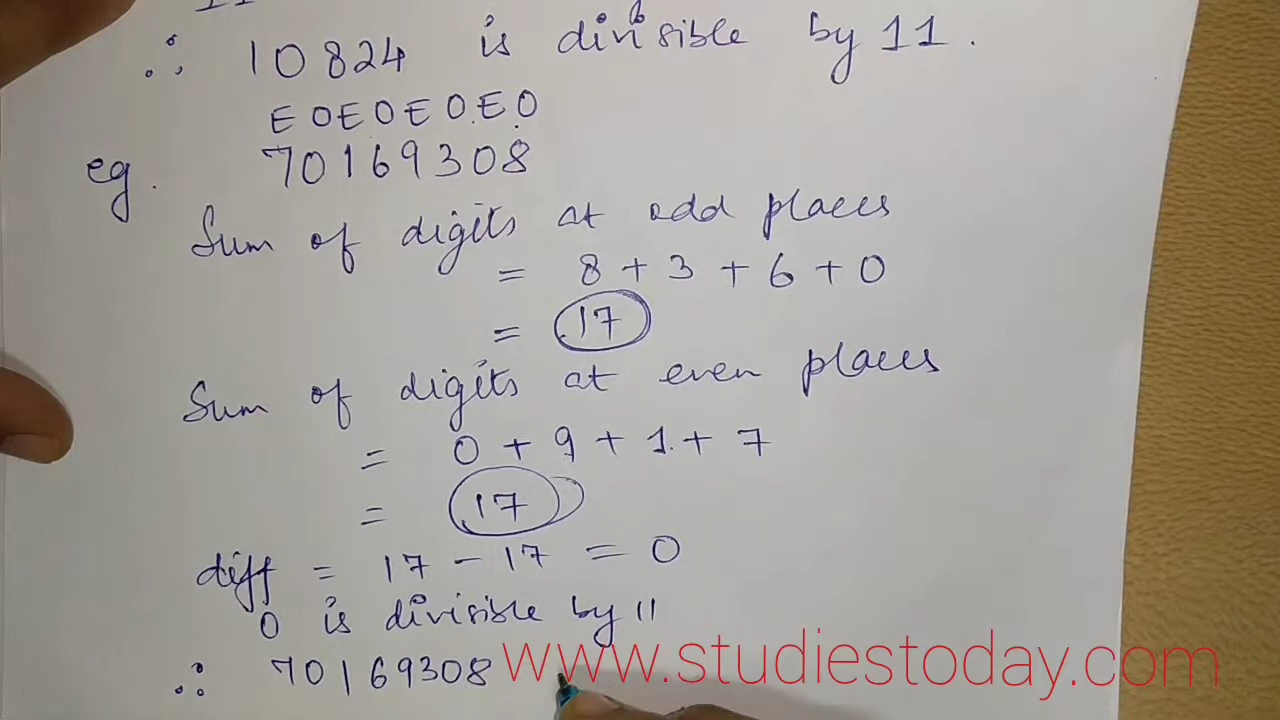 ∴ 10824 is divisible by 11.
E O E O E O E O
eg. 70169308
Sum of digits at odd places
= 8 + 3 + 6 + 0
= 17
Sum of digits at even places
= 0 + 9 + 1 + 7
= 17
diff = 17 - 17 = 0
0 is divisible by 11
∴ 70169308
www.studiestoday.com